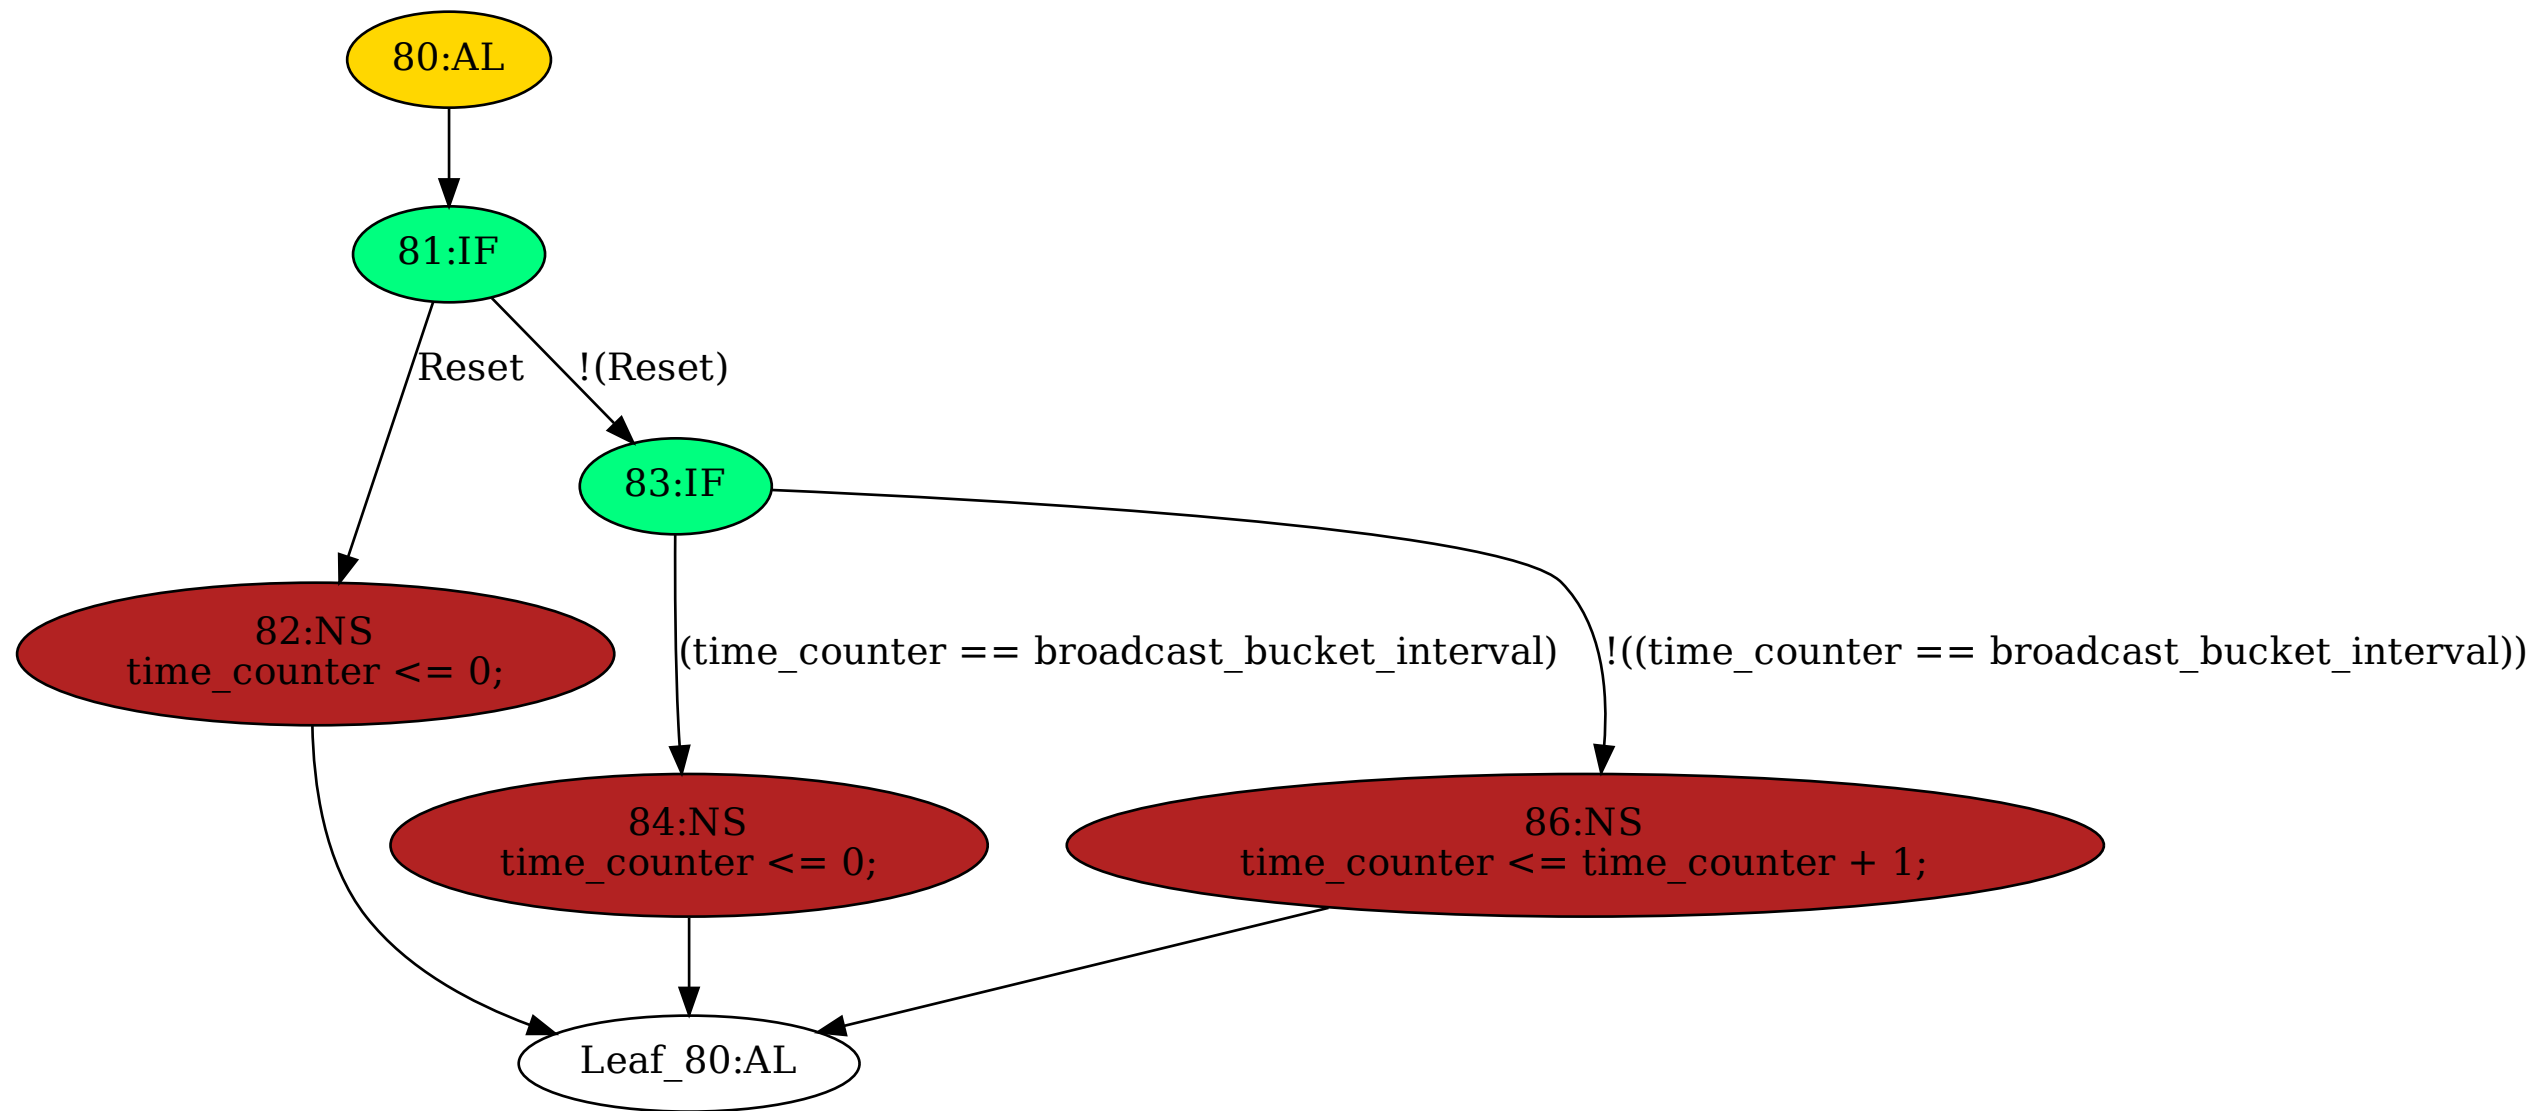 80:AL
81:IF
Reset
!(Reset)
83:IF
82:NS
time_counter <= 0;
(time_counter == broadcast_bucket_interval)
!((time_counter == broadcast_bucket_interval))
84:NS
time_counter <= 0;
86:NS
time_counter <= time_counter + 1;
Leaf_80:AL